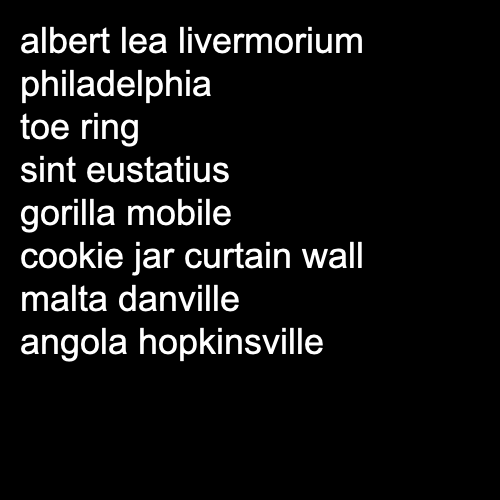 albert lea livermorium
philadelphia
toe ring
sint eustatius
gorilla mobile
cookie jar curtain wall
malta danville
angola hopkinsville